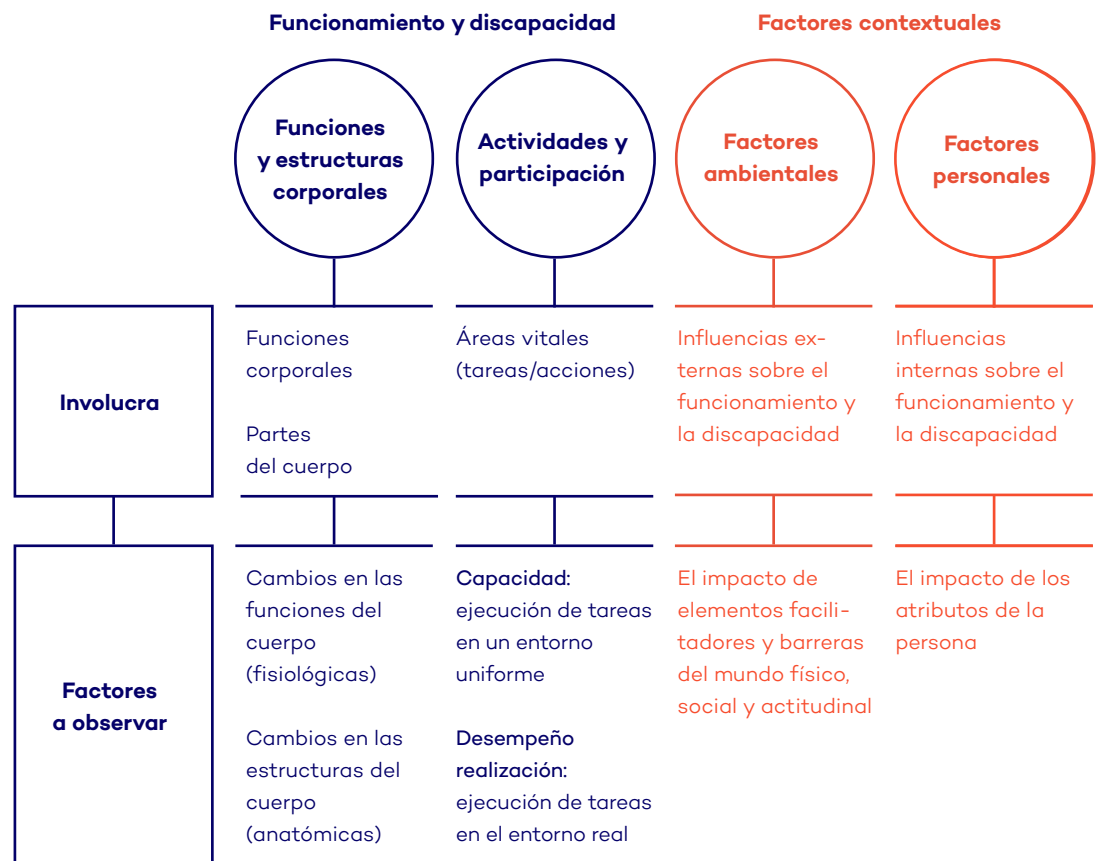 Funcionamiento y discapacidad
Factores contextuales
Funciones
y estructuras
corporales
Actividades y
participación
Factores
ambientales
Factores
personales
Involucra
Funciones
corporales
Partes
del cuerpo
Áreas vitales
(tareas/acciones)
Influencias ex-
ternas sobre el
funcionamiento y
la discapacidad
Influencias
internas sobre el
funcionamiento y
la discapacidad
Factores
a observar
Cambios en las
funciones del
cuerpo
(fisiológicas)
Cambios en las
estructuras del
cuerpo
(anatómicas)
Capacidad:
ejecución de tareas
en un entorno
uniforme
Desempeño
realización:
ejecución de tareas
en el entorno real
El impacto de
elementos facili-
tadores y barreras
del mundo físico,
social y actitudinal
El impacto de los
atributos de la
persona